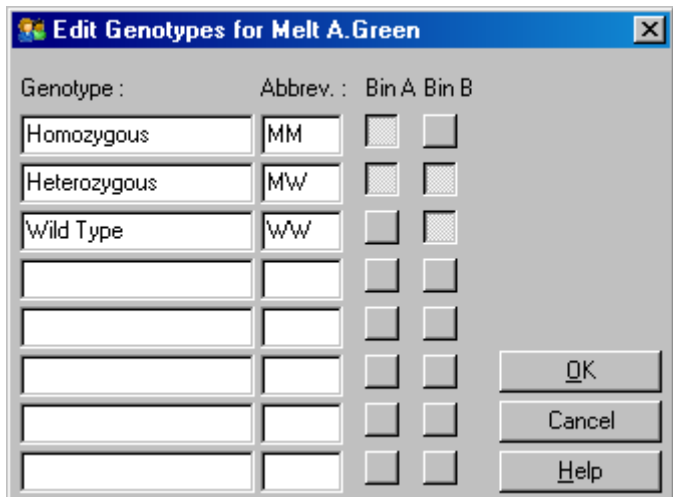 Edit Genotypes for Melt A.Green
Genotype : Abbrev. : Bin A Bin B
Homozygous MM
Heterozygous MW
Wild Type WW
OK
Cancel
Help